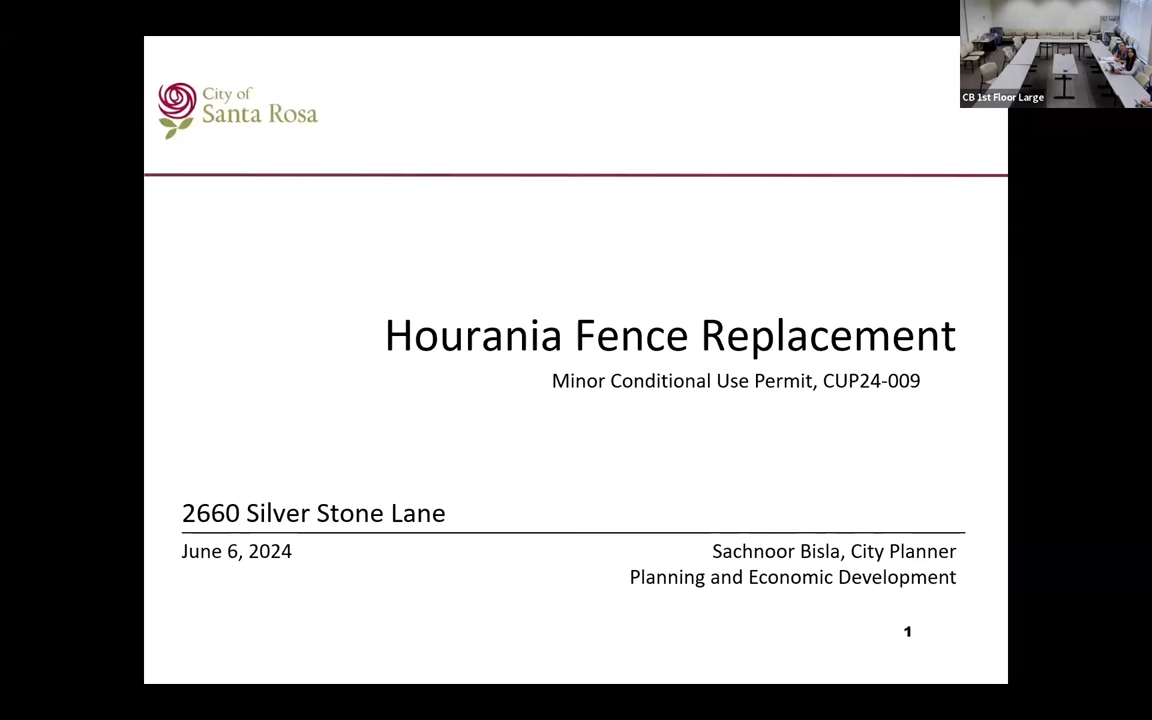 City of
Santa Rosa
CB 1st Floor Large
Hourania Fence Replacement
Minor Conditional Use Permit, CUP24-009
2660 Silver Stone Lane
June 6, 2024
Sachnoor Bisla, City Planner
Planning and Economic Development
1